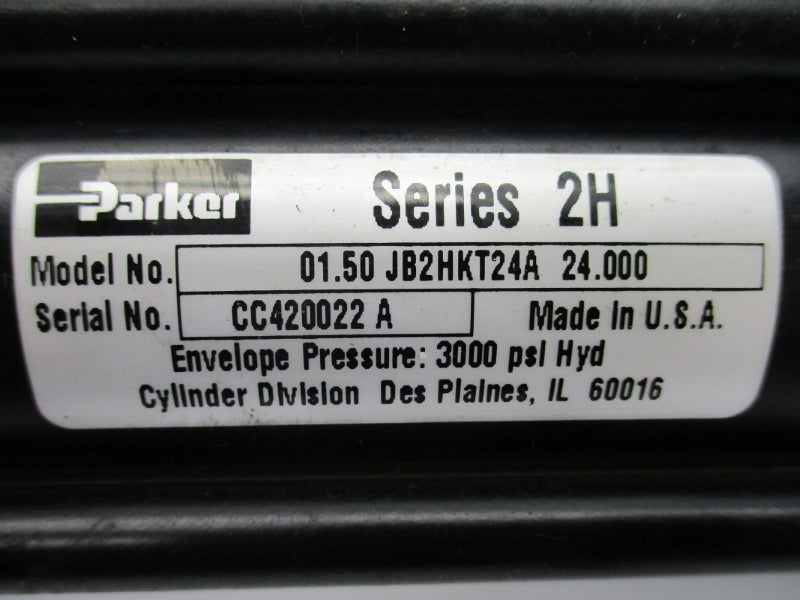 Parker Series 2H
Model No. 01.50 JB2HKT24A 24.000
Serial No. CC420022 A Made In U.S.A.
Envelope Pressure: 3000 psi Hyd
Cylinder Division Des Plaines, IL 60016